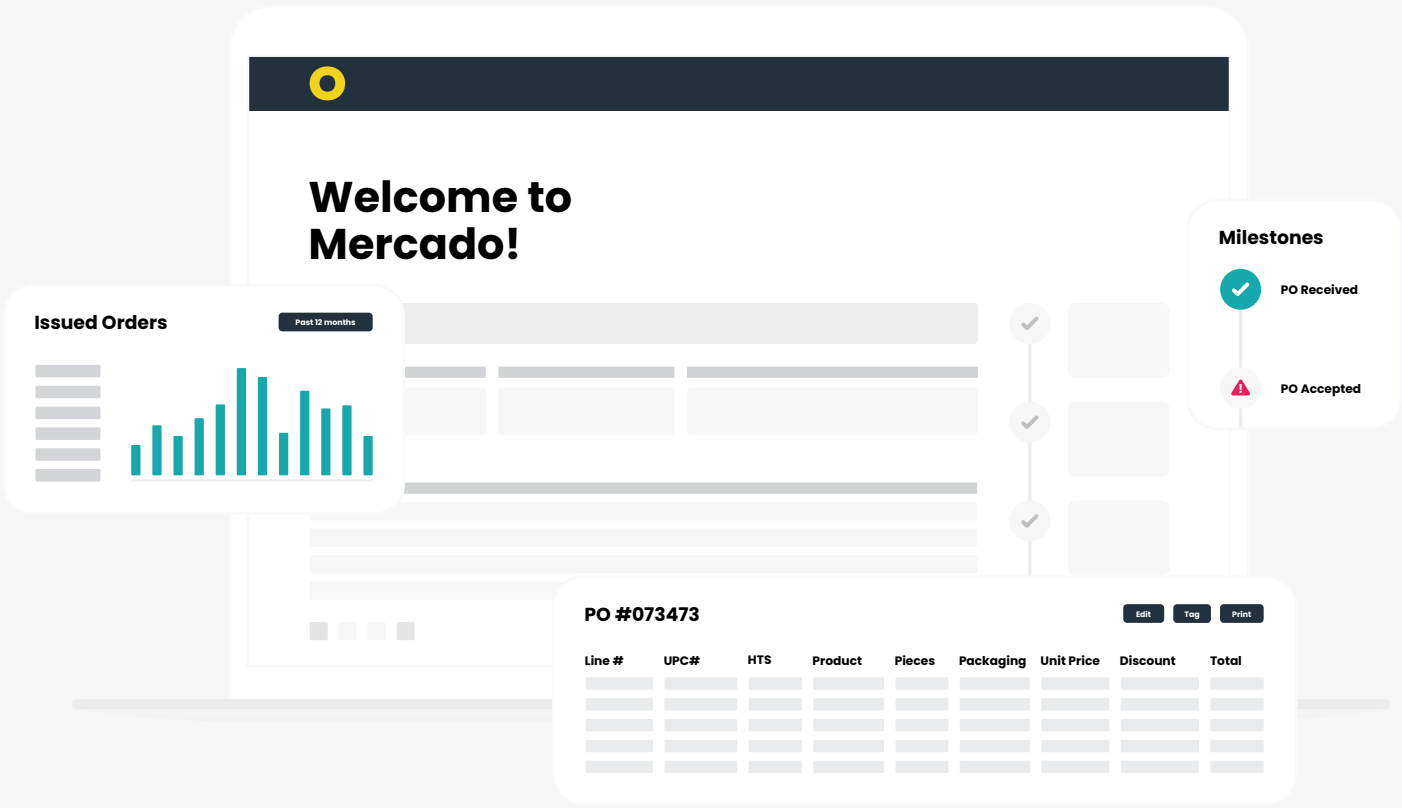 Welcome to
Mercado!
Milestones
PO Received
PO Accepted
Issued Orders
Past 12 months
PO #073473
Edit
Tag
Print
Line # UPC# HTS Product Pieces Packaging Unit Price Discount Total